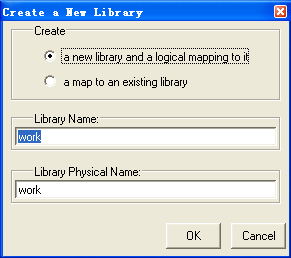 Create a New Library
Create
a new library and a logical mapping to it
a map to an existing library
Library Name:
work
Library Physical Name:
work
OK
Cancel